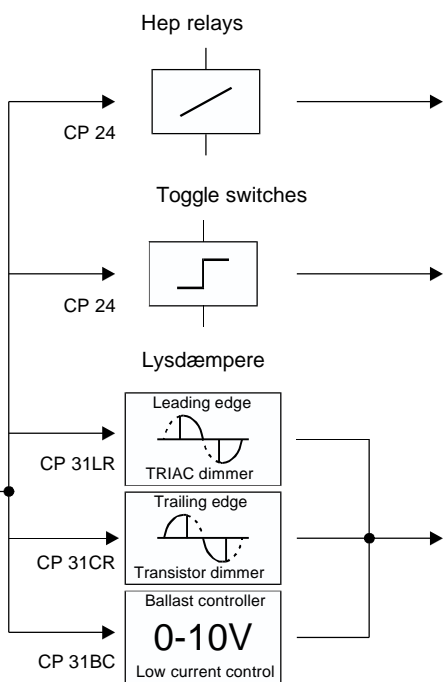 Hep relays
CP 24
Toggle switches
CP 24
Lysdæmpere
Leading edge
TRIAC dimmer
CP 31LR
Trailing edge
Transistor dimmer
CP 31CR
Ballast controller
0-10V
Low current control
CP 31BC